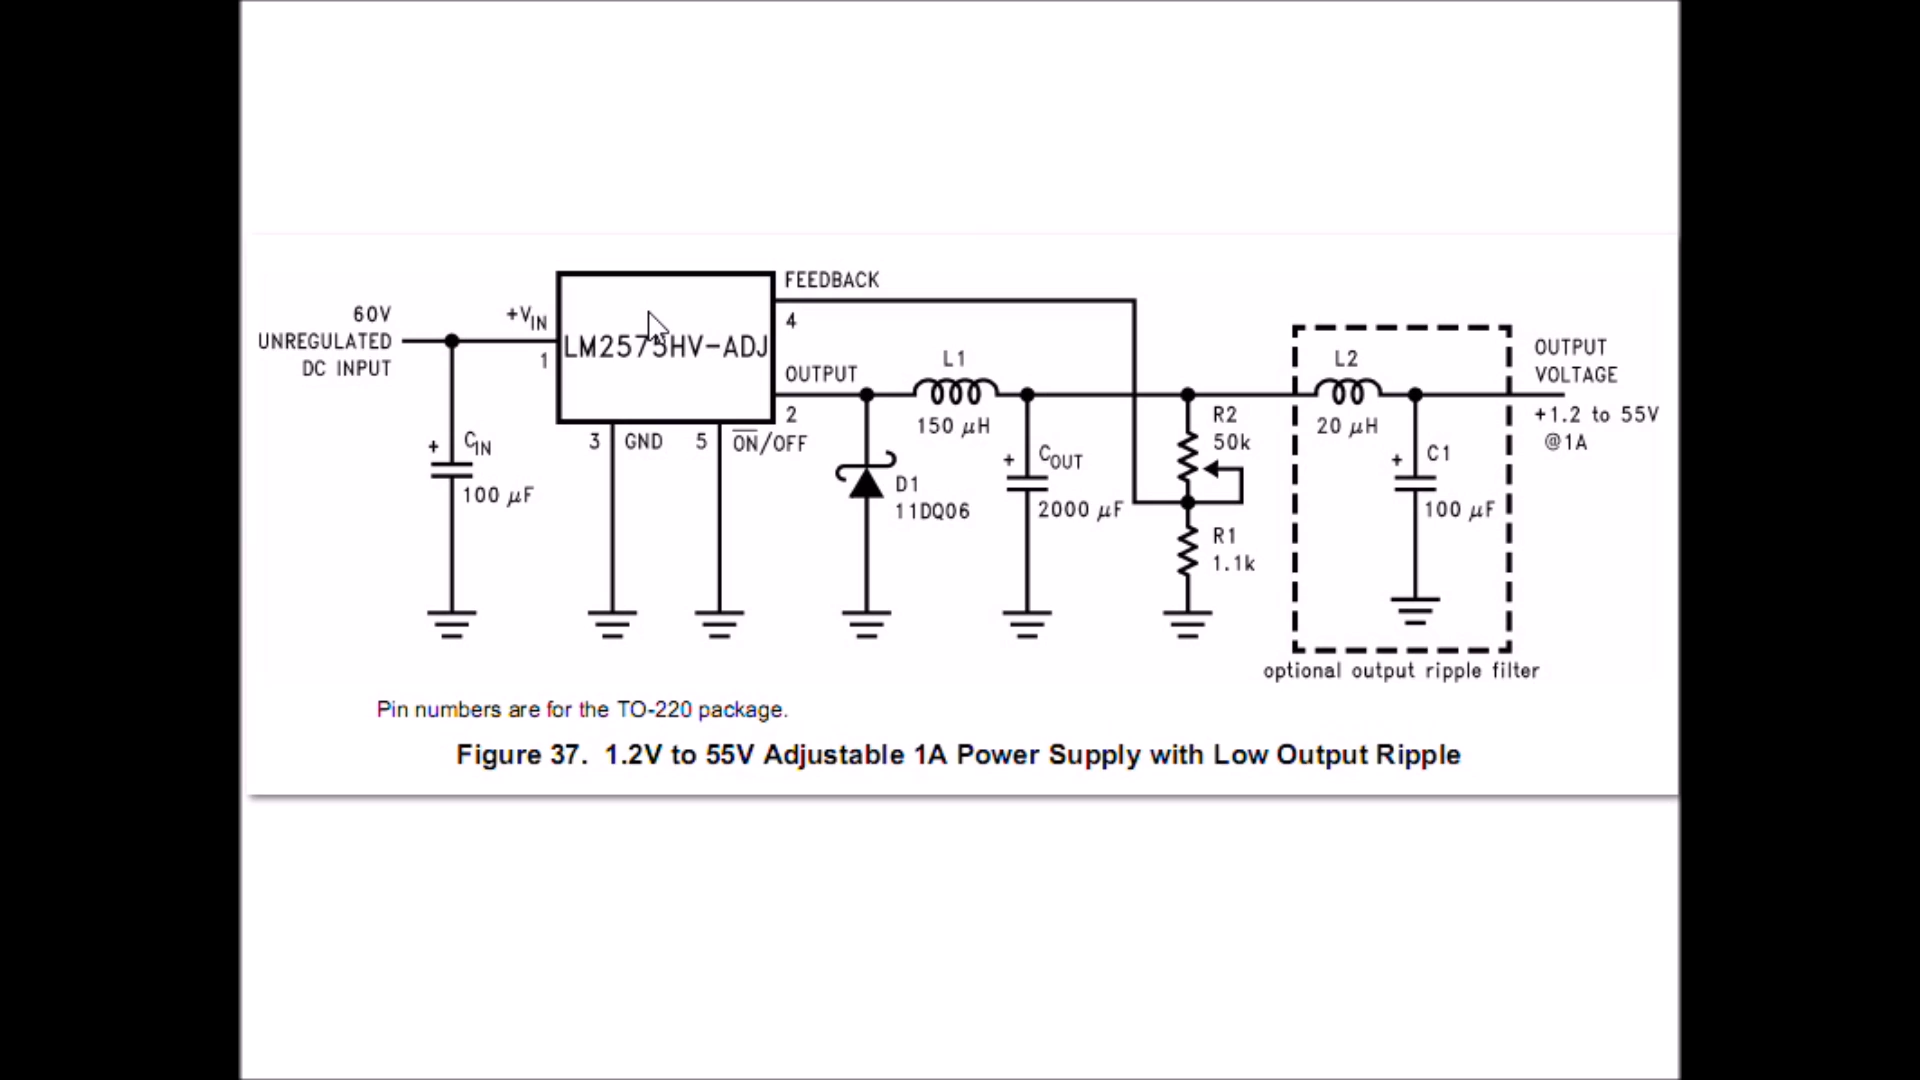 60V
UNREGULATED
DC INPUT
+VIN
1
CIN
+
100 µF
LM2575HV-ADJ
3 GND
5 ON/OFF
FEEDBACK
4
OUTPUT
2
D1
11DQ06
L1
150 µH
+
COUT
2000 µF
R2
50k
R1
1.1k
L2
20 µH
+
C1
100 µF
OUTPUT
VOLTAGE
+1.2 to 55V
@1A
optional output ripple filter
Pin numbers are for the TO-220 package.
Figure 37. 1.2V to 55V Adjustable 1A Power Supply with Low Output Ripple